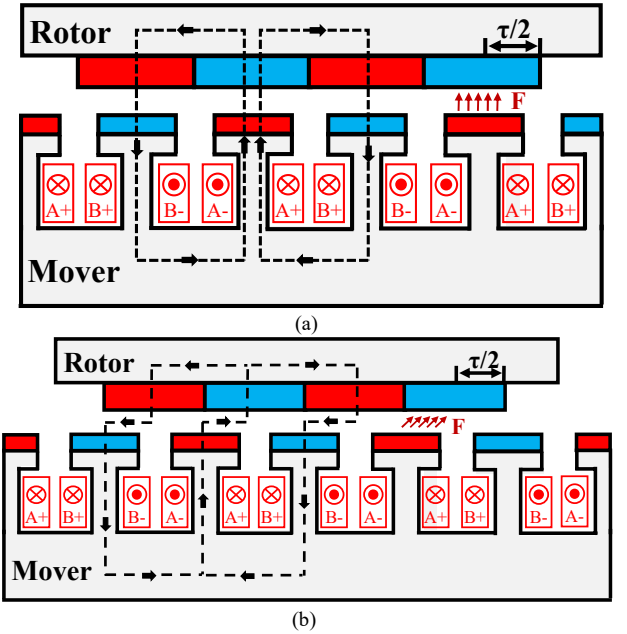 Rotor
τ/2
F
A+ B+ B- A- A+ B+ B- A- A+ B+
Mover
(a)
Rotor
τ/2
F
A+ B+ B- A- A+ B+ B- A- A+ B+ B- A-
Mover
(b)